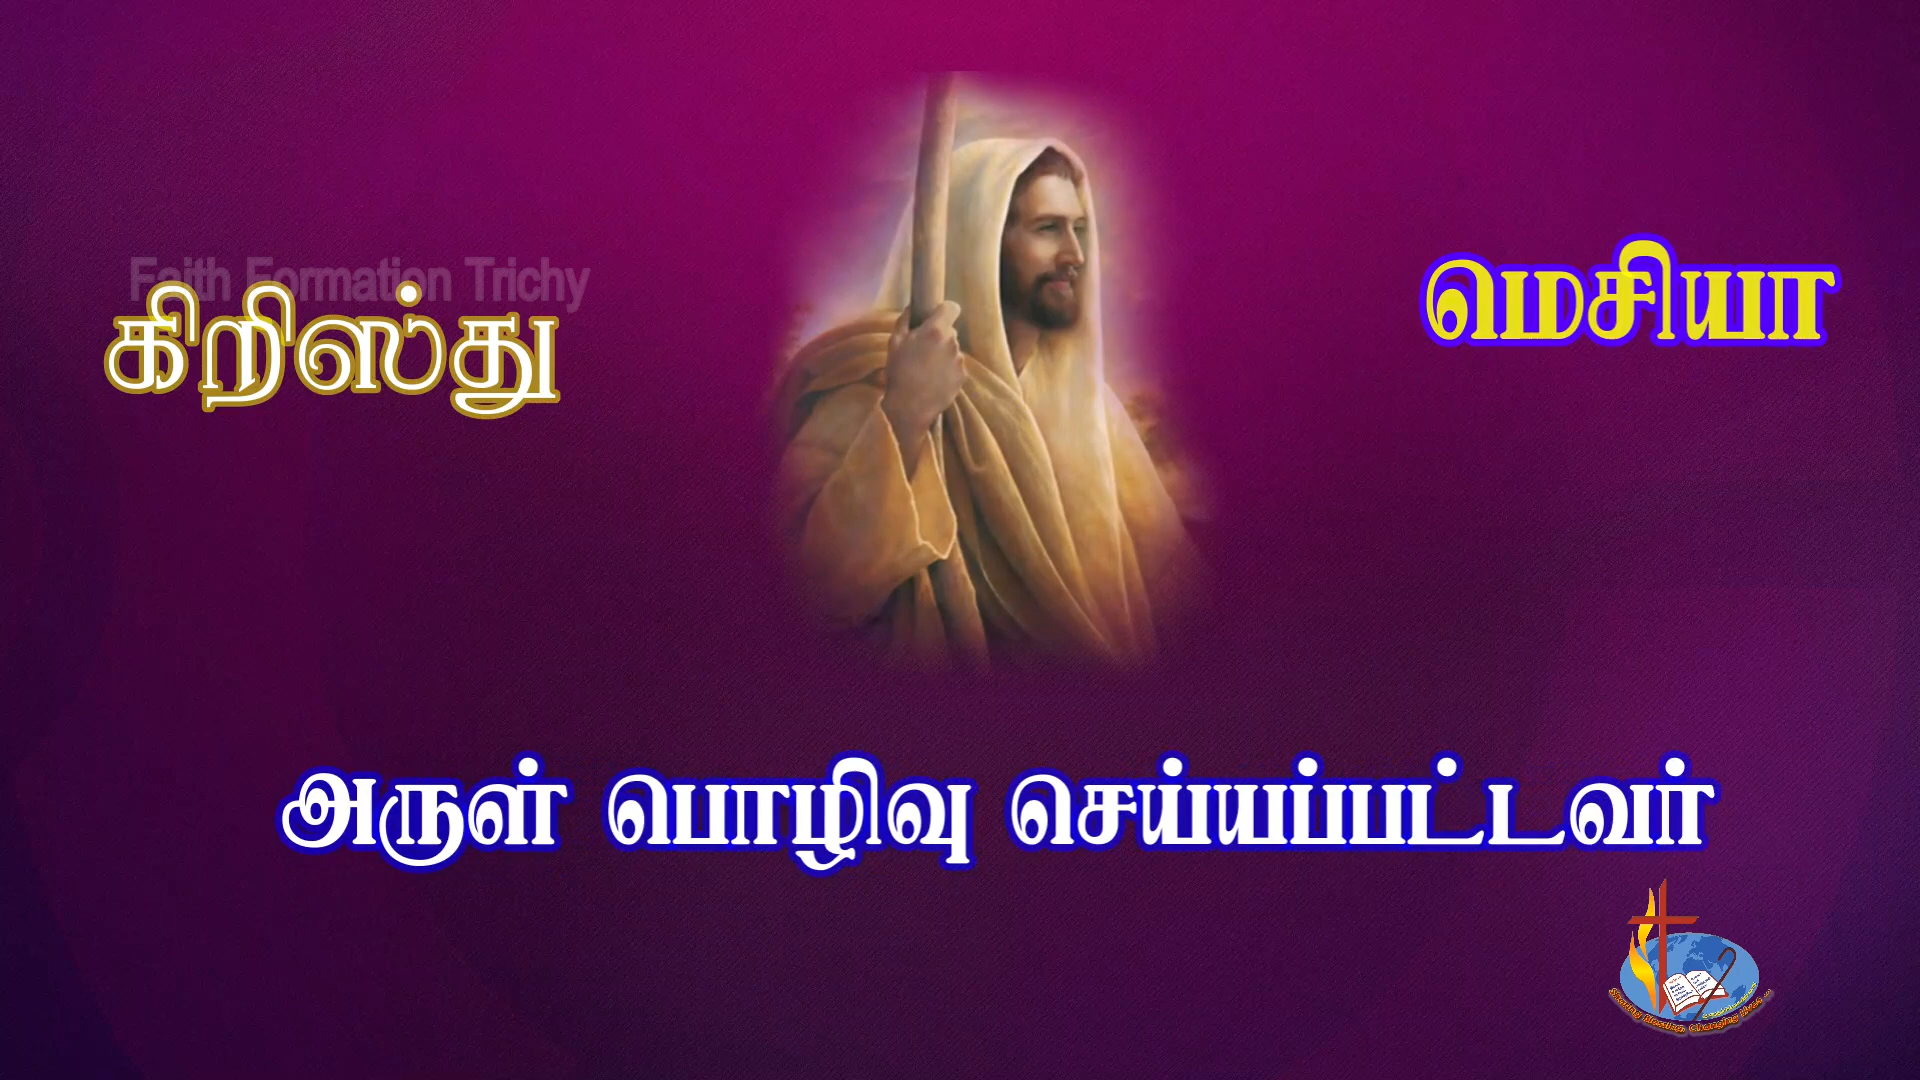 Faith Formation Trichy
கிறிஸ்து
மெசியா
அருள் பொழிவு செய்யப்பட்டவர்